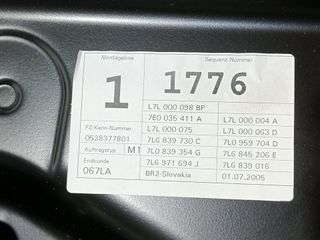 Montagelinie
Sequenz Nummer
1
1776
L7L 000 098 BP
7E0 035 411 A
L7L 000 004 A
FZ-Kenn-Nummer
L7L 000 075
L7L 000 063 D
0528377801
7L6 839 730 C
7L0 959 704 D
Auftragstyp
M1
7L0 839 354 G
7L6 845 206 E
Endkunde
7L6 971 694 J
7L6 839 016
067LA
BR2-Slovakia
01.07.2005